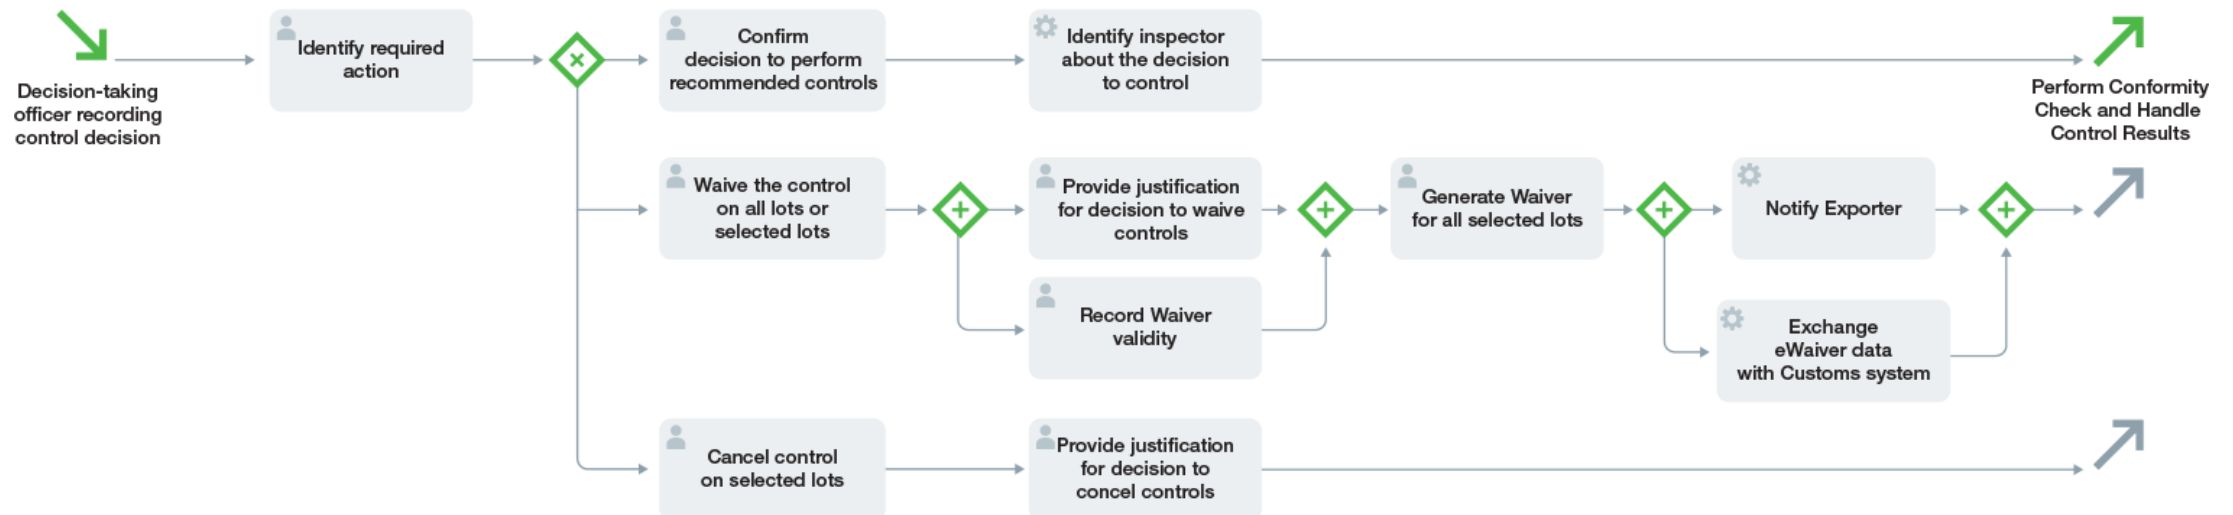 Decision-taking
officer recording
control decision
Identify required
action
Confirm
decision to perform
recommended controls
Identify inspector
about the decision
to control
Perform Conformity
Check and Handle
Control Results
Waive the control
on all lots or
selected lots
Provide justification
for decision to waive
controls
Record Waiver
validity
Generate Waiver
for all selected lots
Notify Exporter
Exchange
eWaiver data
with Customs system
Cancel control
on selected lots
Provide justification
for decision to
concel controls